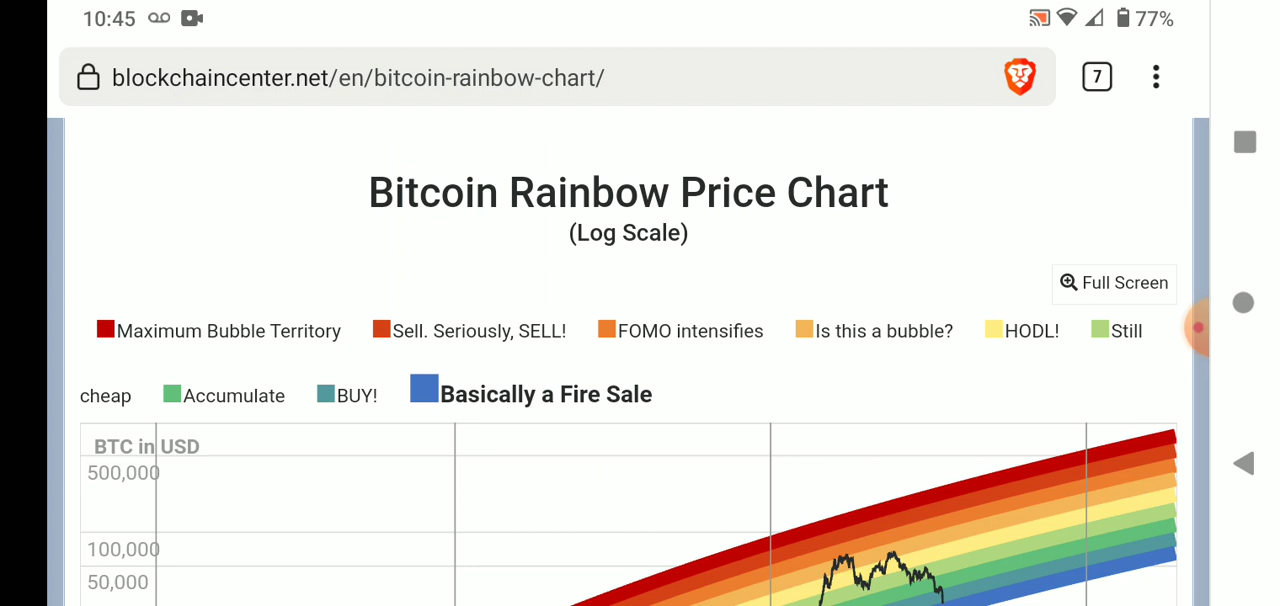 10:45 77%
blockchaincenter.net/en/bitcoin-rainbow-chart/ 7
Bitcoin Rainbow Price Chart
(Log Scale)
Full Screen
Maximum Bubble Territory Sell. Seriously, SELL! FOMO intensifies Is this a bubble? HODL! Still
cheap Accumulate BUY! Basically a Fire Sale
BTC in USD
500,000
100,000
50,000